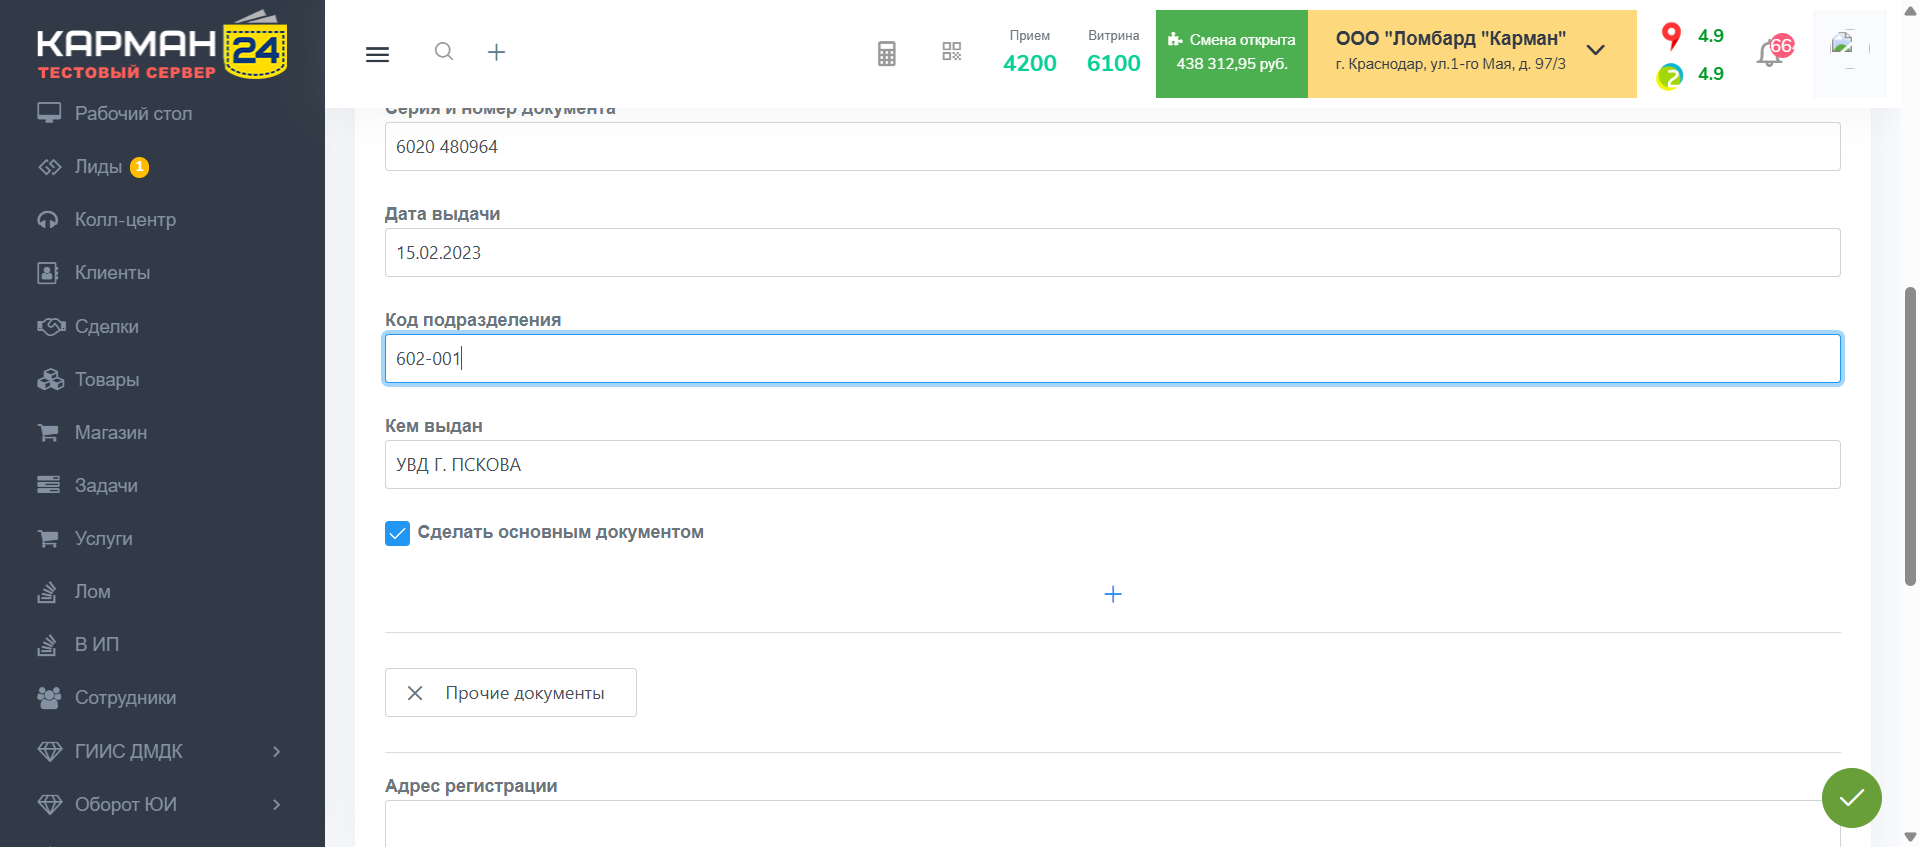 КАРМАН 24
ТЕСТОВЫЙ СЕРВЕР
Рабочий стол
Лиды 1
Колл-центр
Клиенты
Сделки
Товары
Магазин
Задачи
Услуги
Лом
В ИП
Сотрудники
ГИИС ДМДК
Оборот ЮИ
Прием
4200
Витрина
6100
Смена открыта
438 312,95 руб.
ООО "Ломбард "Карман"
г. Краснодар, ул.1-го Мая, д. 97/3
4.9
4.9
Серия и номер документа
6020 480964
Дата выдачи
15.02.2023
Код подразделения
602-001
Кем выдан
УВД Г. ПСКОВА
Сделать основным документом
Прочие документы
Адрес регистрации